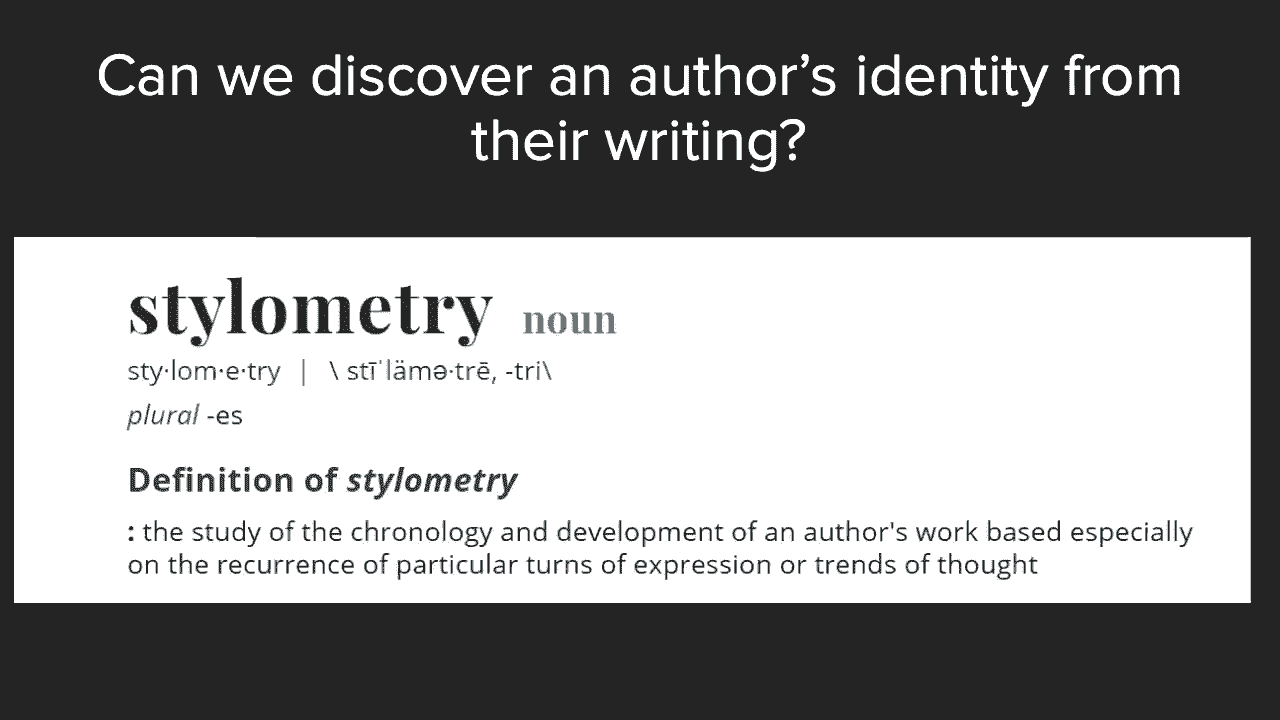 Can we discover an author’s identity from
their writing?
stylometry noun
sty·lom·e·try | \ stīˈlämə·trē, -tri\
plural -es
Definition of stylometry
: the study of the chronology and development of an author's work based especially
on the recurrence of particular turns of expression or trends of thought